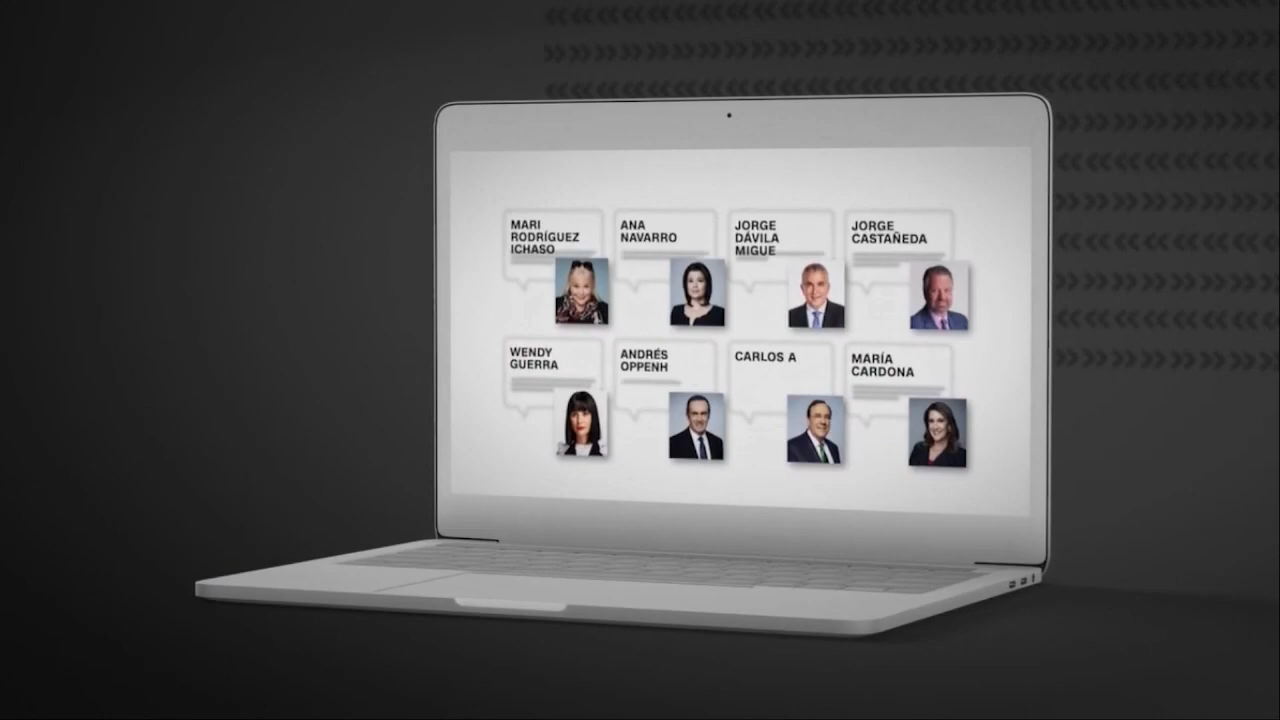 MARI
RODRÍGUEZ
ICHASO
ANA
NAVARRO
JORGE
DÁVILA
MIGUE
JORGE
CASTAÑEDA
WENDY
GUERRA
ANDRÉS
OPPENH
CARLOS A
MARÍA
CARDONA